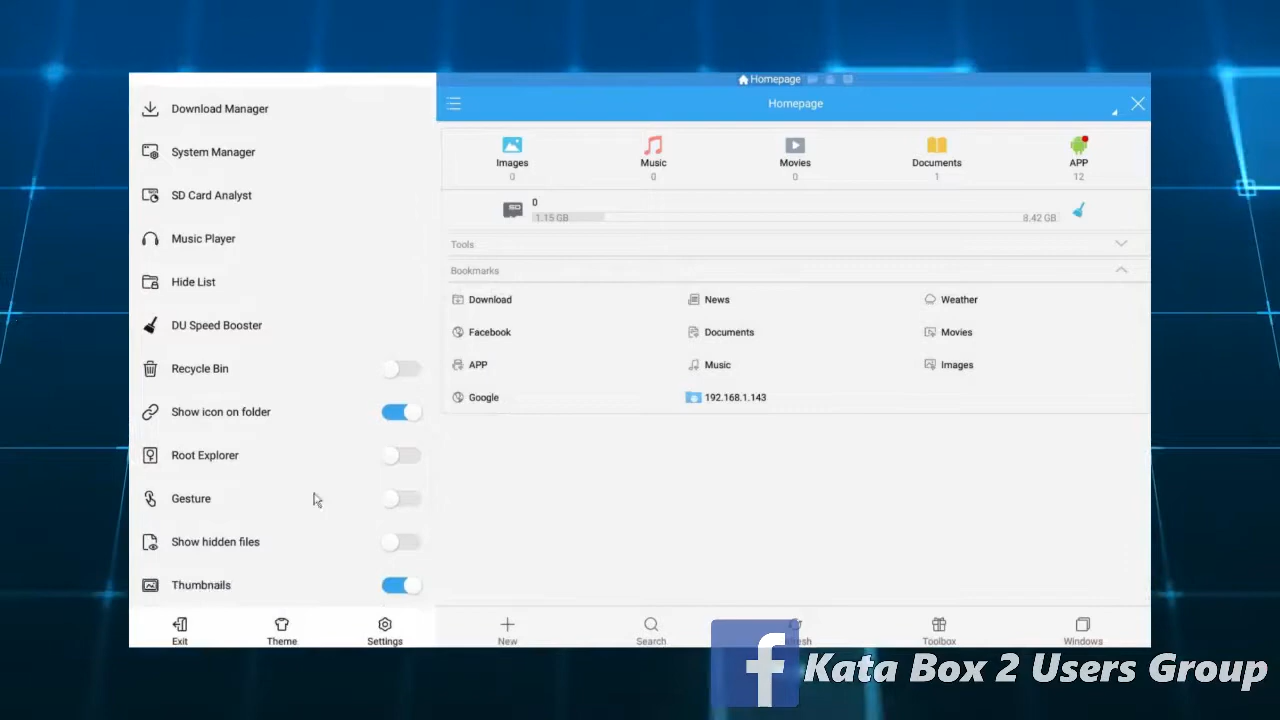 Download Manager
System Manager
SD Card Analyst
Music Player
Hide List
DU Speed Booster
Recycle Bin
Show icon on folder
Root Explorer
Gesture
Show hidden files
Thumbnails
Exit Theme Settings
Homepage
Homepage
Images Music Movies Documents APP
0 0 0 1 12
SD
0
1.15 GB 8.42 GB
Tools
Bookmarks
Download News Weather
Facebook Documents Movies
APP Music Images
Google 192.168.1.143
New Search Toolbox Windows
f Kata Box 2 Users Group